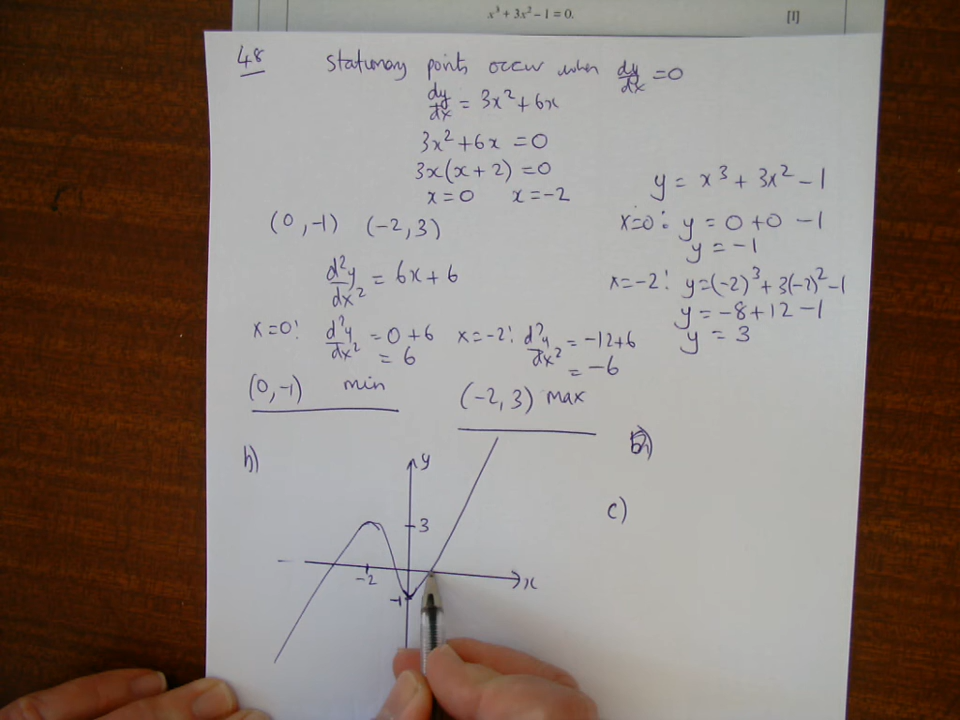 x³ + 3x² − 1 = 0. [1]
48 Stationary points occur when dy/dx = 0
dy/dx = 3x² + 6x
3x² + 6x = 0
3x(x + 2) = 0
x = 0 x = −2
(0, −1) (−2, 3)
y = x³ + 3x² − 1
x=0: y = 0 + 0 − 1
y = −1
x=−2: y = (−2)³ + 3(−2)² − 1
y = −8 + 12 − 1
y = 3
d²y/dx² = 6x + 6
x=0: d²y/dx² = 0 + 6
= 6
x=−2: d²y/dx² = −12 + 6
= −6
(0, −1) min
(−2, 3) max
b)
y
3
−2
x
−1
c)